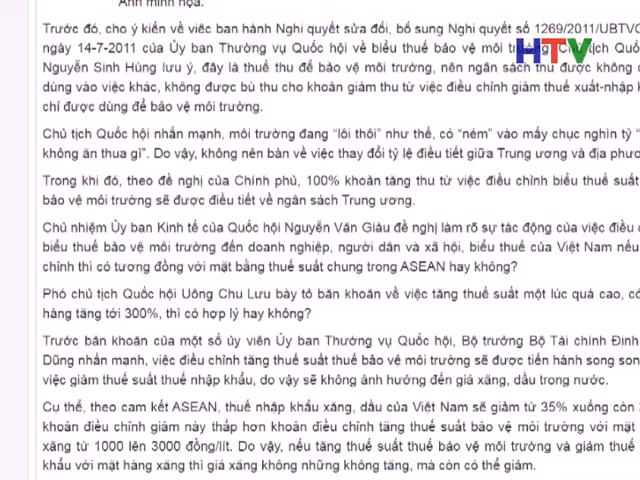 Ảnh minh họa.
HTV
Trước đó, cho ý kiến về việc ban hành Nghị quyết sửa đổi, bổ sung Nghị quyết số 1269/2011/UBTVQ
ngày 14-7-2011 của Ủy ban Thường vụ Quốc hội về biểu thuế bảo vệ môi trường, Chủ tịch Quố
Nguyễn Sinh Hùng lưu ý, đây là thuế thu để bảo vệ môi trường, nên ngân sách thu được không
dùng vào việc khác, không được bù thu cho khoản giảm thu từ việc điều chỉnh giảm thuế xuất-nhập k
chỉ được dùng để bảo vệ môi trường.
Chủ tịch Quốc hội nhấn mạnh, môi trường đang "lôi thôi" như thế, có "ném" vào mấy chục nghìn tỷ "
không ăn thua gì". Do vậy, không nên bàn về việc thay đổi tỷ lệ điều tiết giữa Trung ương và địa phươ
Trong khi đó, theo đề nghị của Chính phủ, 100% khoản tăng thu từ việc điều chỉnh biểu thuế suất
bảo vệ môi trường sẽ được điều tiết về ngân sách Trung ương.
Chủ nhiệm Ủy ban Kinh tế của Quốc hội Nguyễn Văn Giàu đề nghị làm rõ sự tác động của việc điều c
biểu thuế bảo vệ môi trường đến doanh nghiệp, người dân và xã hội, biểu thuế của Việt Nam nếu
chỉnh thì có tương đồng với mặt bằng thuế suất chung trong ASEAN hay không?
Phó chủ tịch Quốc hội Uông Chu Lưu bày tỏ băn khoăn về việc tăng thuế suất một lúc quá cao, có
hàng tăng tới 300%, thì có hợp lý hay không?
Trước băn khoăn của một số ủy viên Ủy ban Thường vụ Quốc hội, Bộ trưởng Bộ Tài chính Đinh
Dũng nhấn mạnh, việc điều chỉnh tăng thuế suất thuế bảo vệ môi trường sẽ được tiến hành song son
việc giảm thuế suất thuế nhập khẩu, do vậy sẽ không ảnh hưởng đến giá xăng, dầu trong nước.
Cụ thể, theo cam kết ASEAN, thuế nhập khẩu xăng, dầu của Việt Nam sẽ giảm từ 35% xuống còn
khoản điều chỉnh giảm này thấp hơn khoản điều chỉnh tăng thuế suất bảo vệ môi trường với mặt
xăng từ 1000 lên 3000 đồng/lít. Do vậy, nếu tăng thuế suất thuế bảo vệ môi trường và giảm thuế
khẩu với mặt hàng xăng thì giá xăng không những không tăng, mà còn có thể giảm.